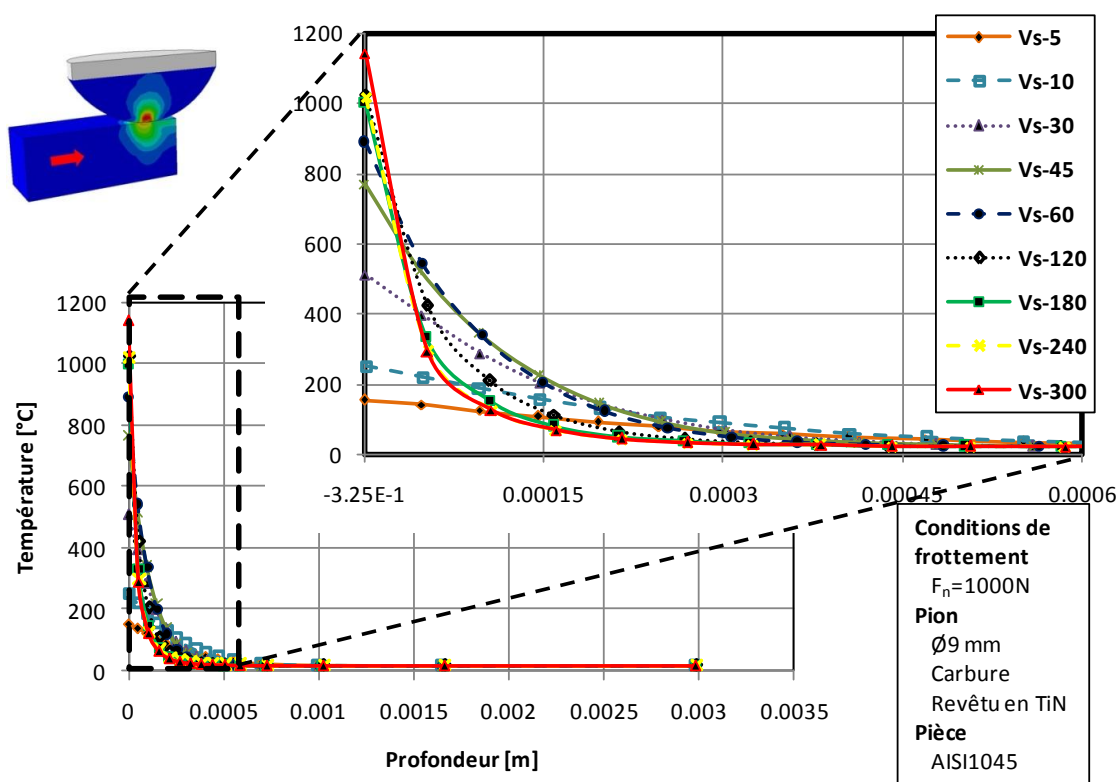 1200
1000
800
600
400
200
0
-3.25E-1
0.00015
0.0003
0.00045
0.0006
Vs-5
Vs-10
Vs-30
Vs-45
Vs-60
Vs-120
Vs-180
Vs-240
Vs-300
Température [°C]
1200
1000
800
600
400
200
0
0
0.0005
0.001
0.0015
0.002
0.0025
0.003
0.0035
Profondeur [m]
Conditions de
frottement
Fn=1000N
Pion
Ø9 mm
Carbure
Revêtu en TiN
Pièce
AISI1045